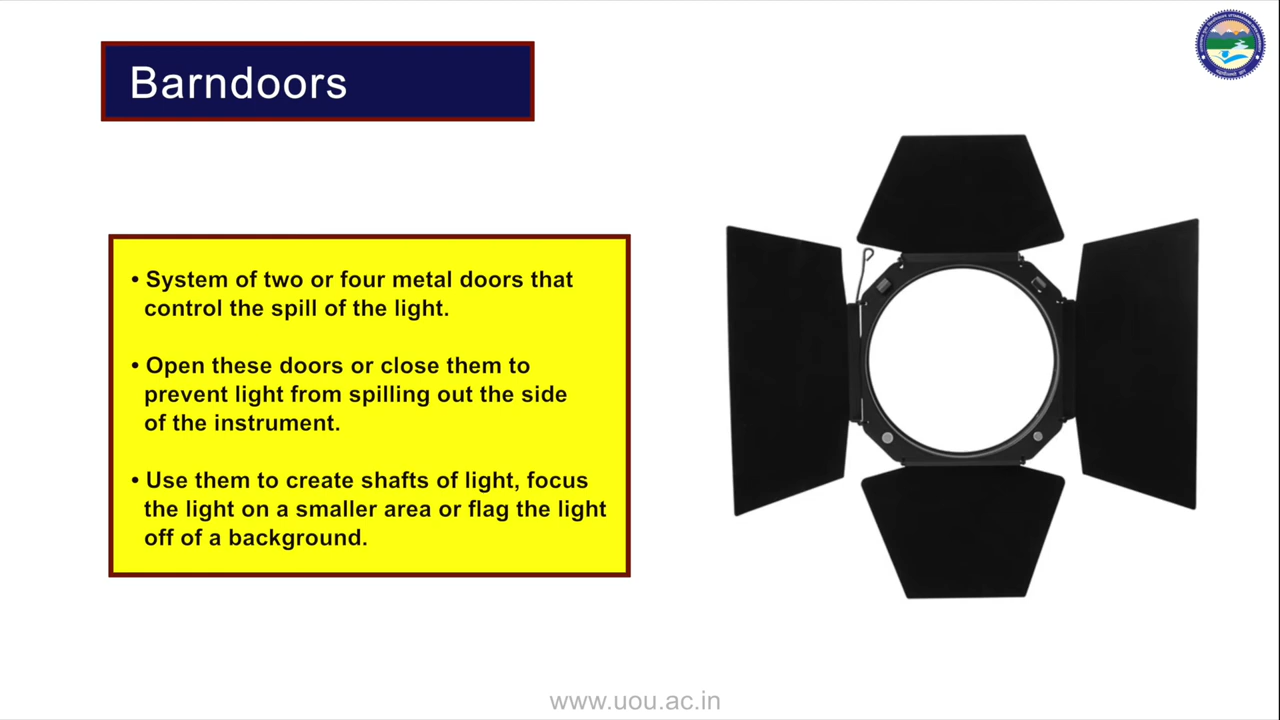 Barndoors
• System of two or four metal doors that
control the spill of the light.
• Open these doors or close them to
prevent light from spilling out the side
of the instrument.
• Use them to create shafts of light, focus
the light on a smaller area or flag the light
off of a background.
www.uou.ac.in